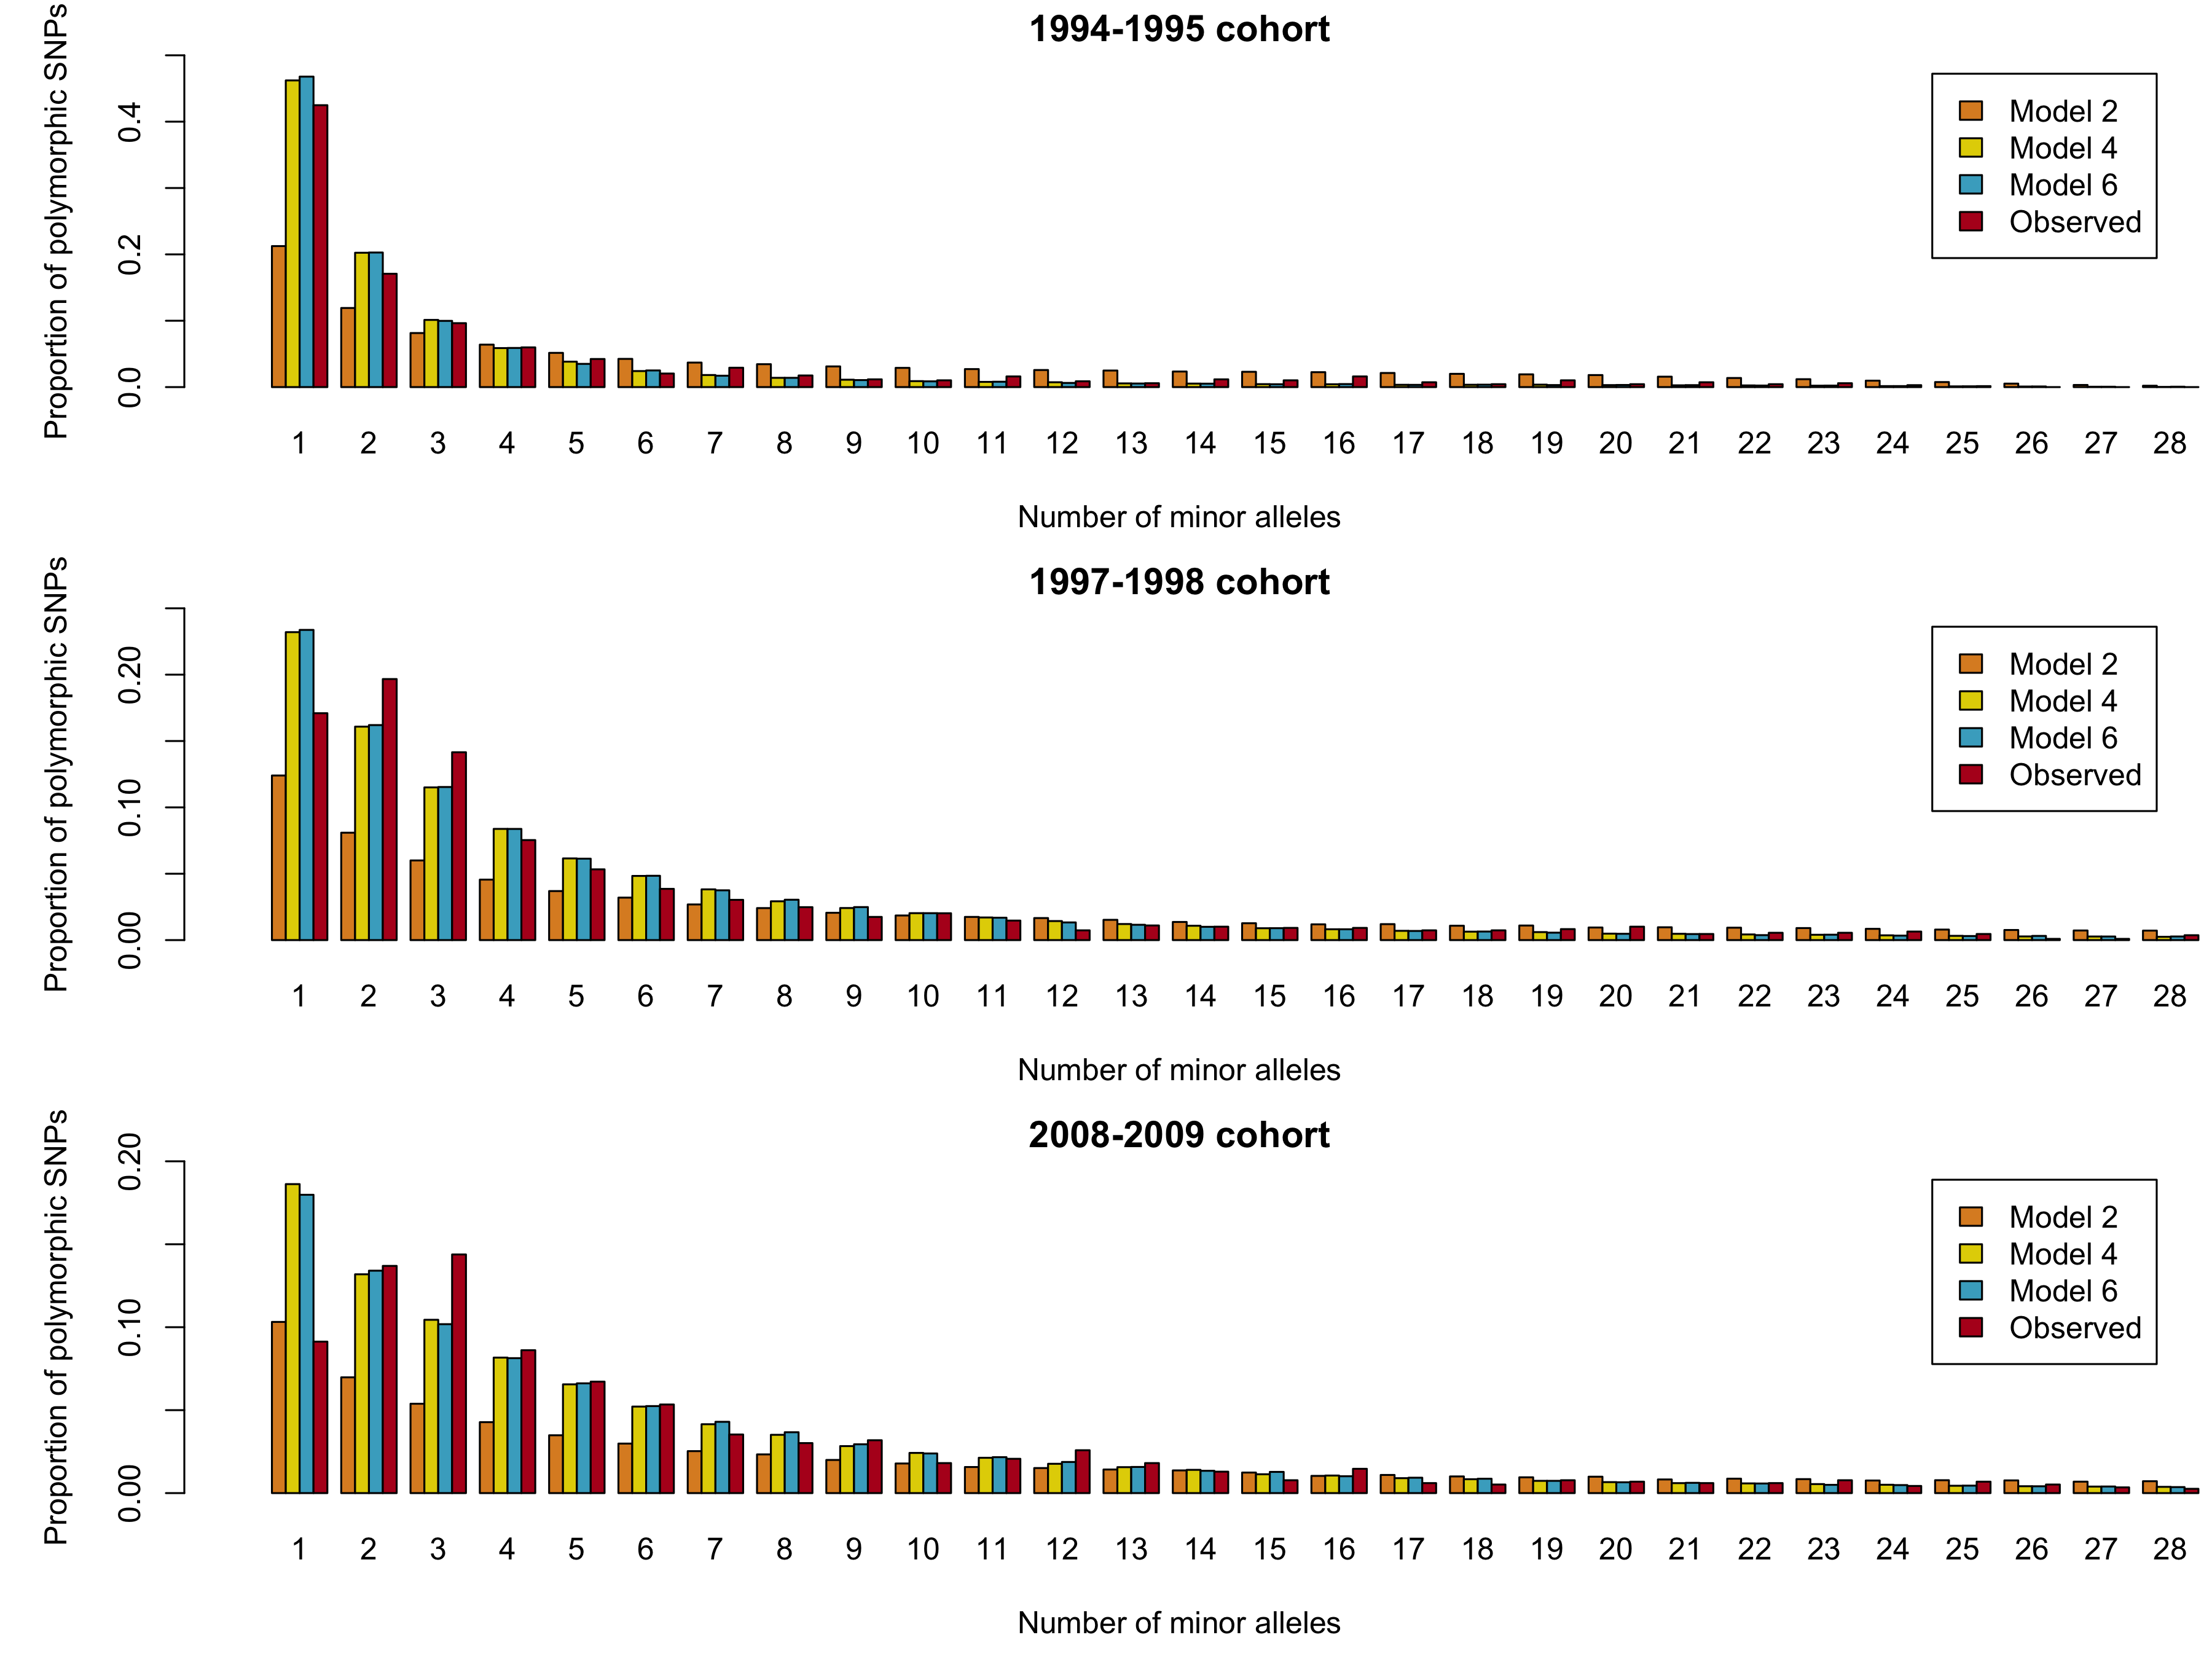 1994-1995 cohort
Proportion of polymorphic SNPs
0.0 0.2 0.4
Model 2
Model 4
Model 6
Observed
1 2 3 4 5 6 7 8 9 10 11 12 13 14 15 16 17 18 19 20 21 22 23 24 25 26 27 28
Number of minor alleles
1997-1998 cohort
Proportion of polymorphic SNPs
0.00 0.10 0.20
Model 2
Model 4
Model 6
Observed
1 2 3 4 5 6 7 8 9 10 11 12 13 14 15 16 17 18 19 20 21 22 23 24 25 26 27 28
Number of minor alleles
2008-2009 cohort
Proportion of polymorphic SNPs
0.00 0.10 0.20
Model 2
Model 4
Model 6
Observed
1 2 3 4 5 6 7 8 9 10 11 12 13 14 15 16 17 18 19 20 21 22 23 24 25 26 27 28
Number of minor alleles